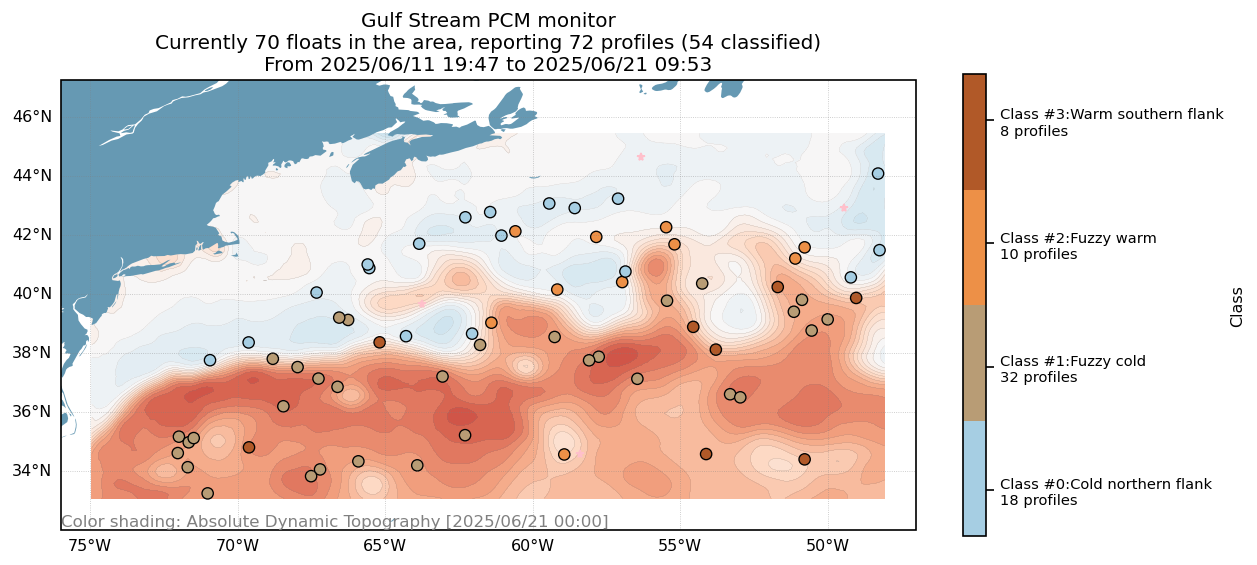 Gulf Stream PCM monitor
Currently 70 floats in the area, reporting 72 profiles (54 classified)
From 2025/06/11 19:47 to 2025/06/21 09:53
46°N
44°N
42°N
40°N
38°N
36°N
34°N
Color shading: Absolute Dynamic Topography [2025/06/21 00:00]
75°W
70°W
65°W
60°W
55°W
50°W
Class #3:Warm southern flank
8 profiles
Class #2:Fuzzy warm
10 profiles
Class #1:Fuzzy cold
32 profiles
Class #0:Cold northern flank
18 profiles
Class